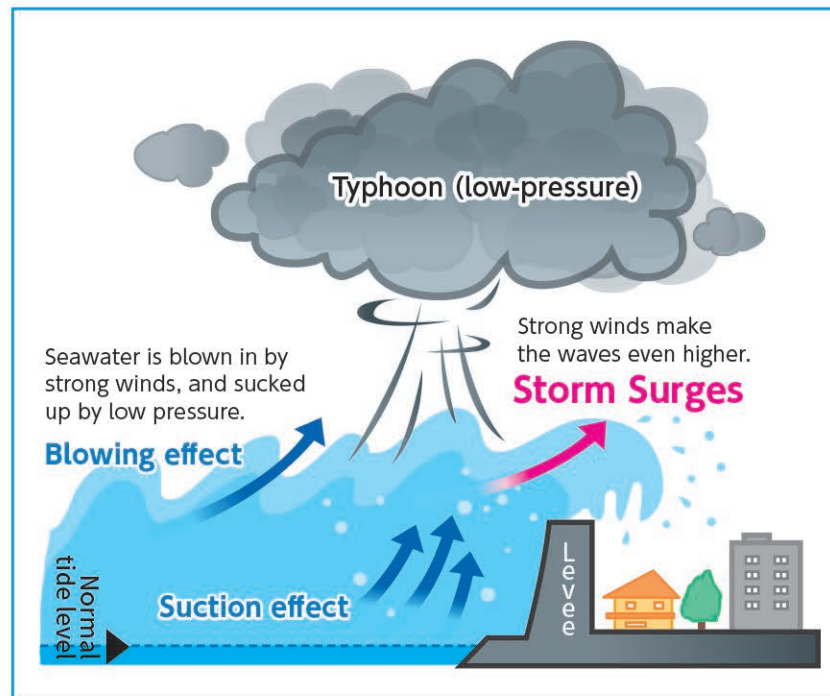 Typhoon (low-pressure)
Seawater is blown in by
strong winds, and sucked
up by low pressure.
Blowing effect
Strong winds make
the waves even higher.
Storm Surges
Suction effect
Normal
tide level
Levee